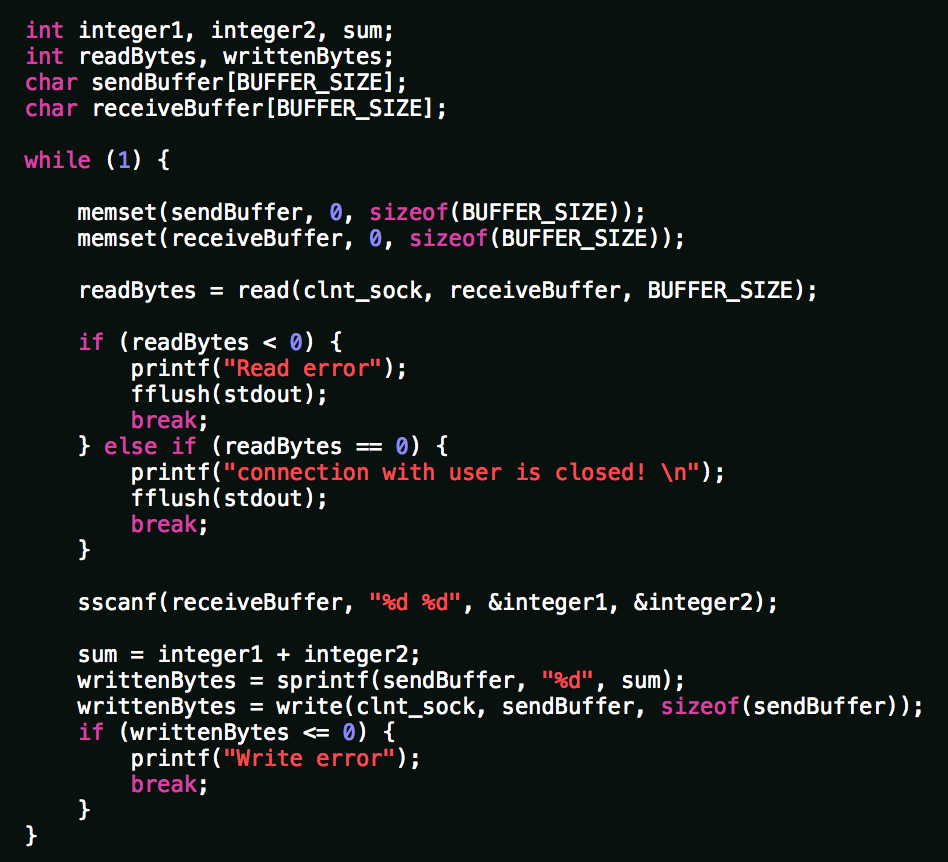 int integer1, integer2, sum;
int readBytes, writtenBytes;
char sendBuffer[BUFFER_SIZE];
char receiveBuffer[BUFFER_SIZE];

while (1) {

    memset(sendBuffer, 0, sizeof(BUFFER_SIZE));
    memset(receiveBuffer, 0, sizeof(BUFFER_SIZE));

    readBytes = read(clnt_sock, receiveBuffer, BUFFER_SIZE);

    if (readBytes < 0) {
        printf("Read error");
        fflush(stdout);
        break;
    } else if (readBytes == 0) {
        printf("connection with user is closed! \n");
        fflush(stdout);
        break;
    }

    sscanf(receiveBuffer, "%d %d", &integer1, &integer2);

    sum = integer1 + integer2;
    writtenBytes = sprintf(sendBuffer, "%d", sum);
    writtenBytes = write(clnt_sock, sendBuffer, sizeof(sendBuffer));
    if (writtenBytes <= 0) {
        printf("Write error");
        break;
    }
}